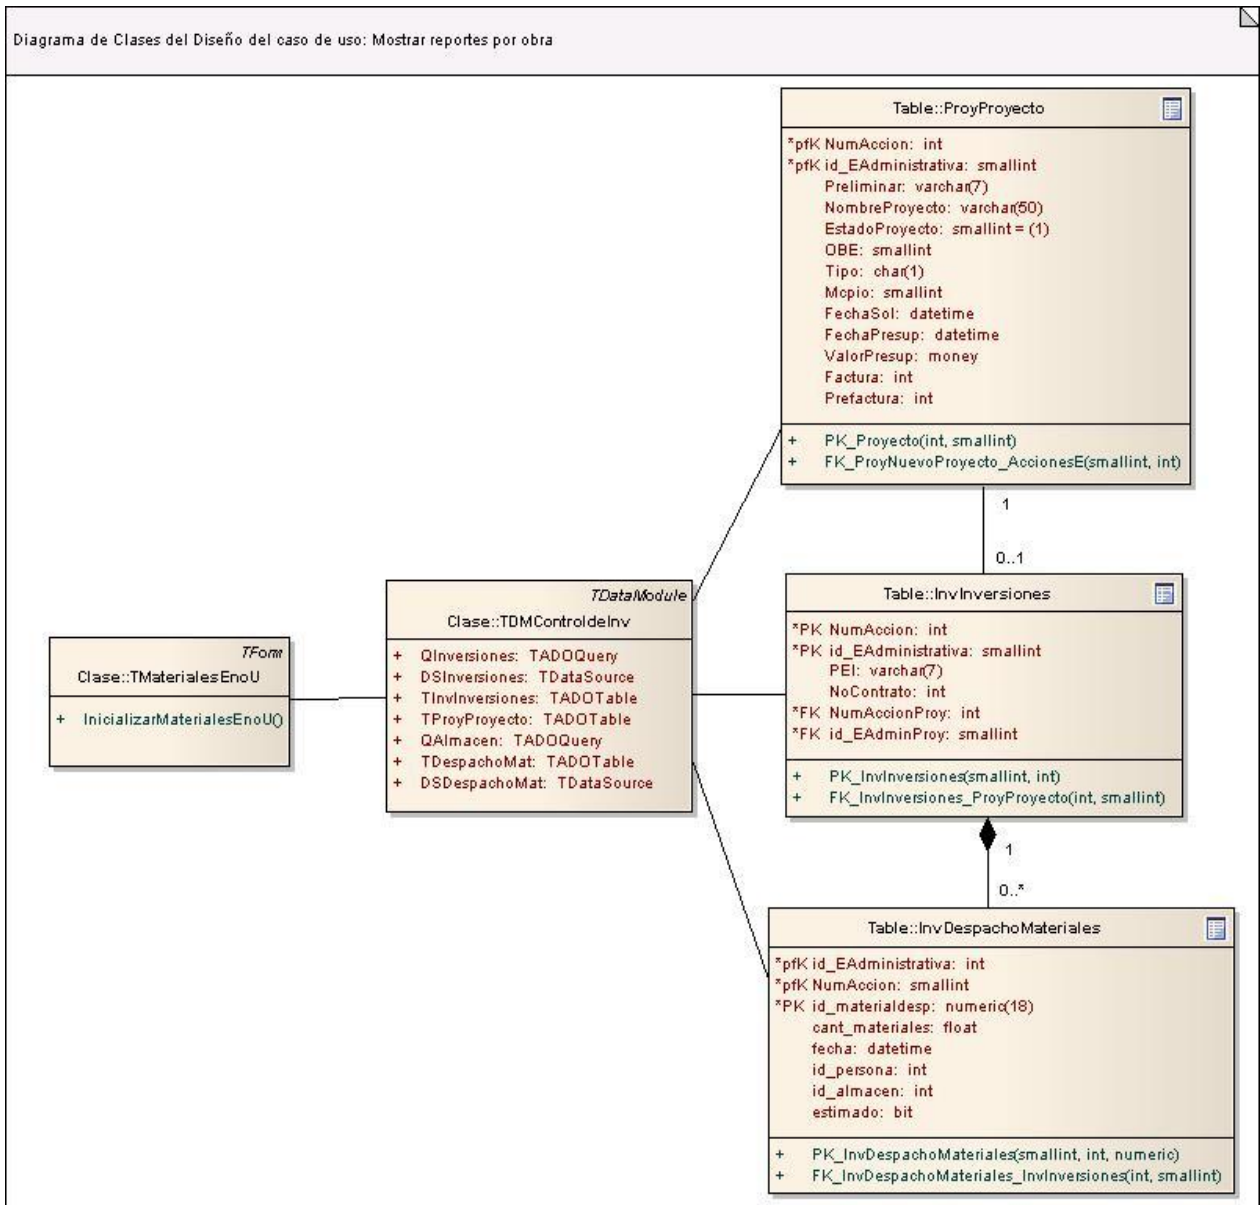 Diagrama de Clases del Diseño del caso de uso: Mostrar reportes por obra
Table::ProyProyecto
*pfK NumAccion: int
*pfK id_EAdministrativa: smallint
Preliminar: varchar(7)
NombreProyecto: varchar(50)
EstadoProyecto: smallint = (1)
OBE: smallint
Tipo: char(1)
Mcpio: smallint
FechaSol: datetime
FechaPresup: datetime
ValorPresup: money
Factura: int
Prefactura: int
+ PK_Proyecto(int, smallint)
+ FK_ProyNuevoProyecto_AccionesE(smallint, int)
1
0..1
TForm
Clase::TMaterialesEnoU
+ InicializarMaterialesEnoU()
TDataModule
Clase::TDMControldeInv
+ QInversiones: TADOQuery
+ DSInversiones: TDataSource
+ TInvInversiones: TADOTable
+ TProyProyecto: TADOTable
+ QAlmacen: TADOQuery
+ TDespachoMat: TADOTable
+ DSDespachoMat: TDataSource
Table::InvInversiones
*PK NumAccion: int
*PK id_EAdministrativa: smallint
PEI: varchar(7)
NoContrato: int
*FK NumAccionProy: int
*FK id_EAdminProy: smallint
+ PK_InvInversiones(smallint, int)
+ FK_InvInversiones_ProyProyecto(int, smallint)
1
0..*
Table::InvDespachoMateriales
*pfK id_EAdministrativa: int
*pfK NumAccion: smallint
*PK id_materialdesp: numeric(18)
cant_materiales: float
fecha: datetime
id_persona: int
id_almacen: int
estimado: bit
+ PK_InvDespachoMateriales(smallint, int, numeric)
+ FK_InvDespachoMateriales_InvInversiones(int, smallint)